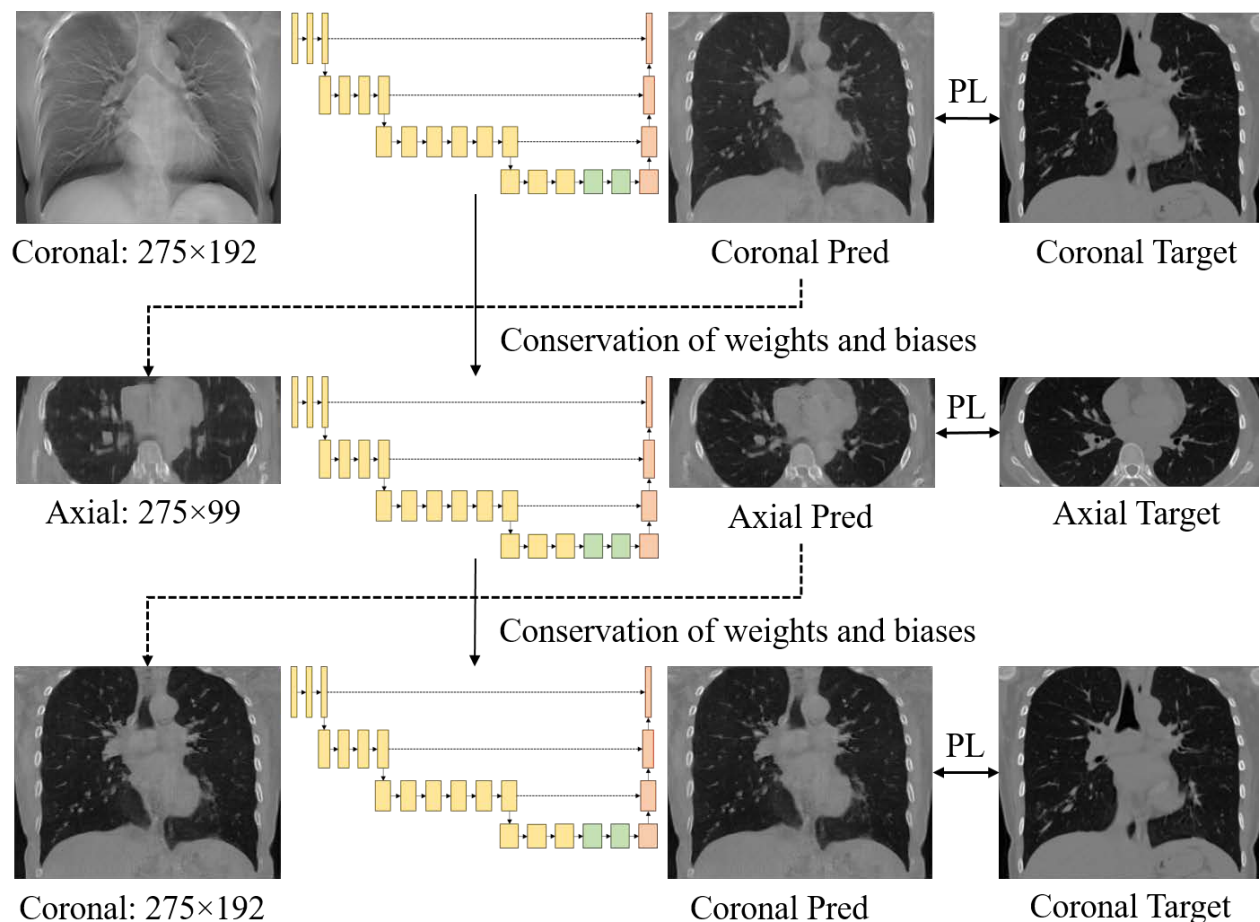 PL
Coronal: 275×192
Coronal Pred
Coronal Target
Conservation of weights and biases
PL
Axial: 275×99
Axial Pred
Axial Target
Conservation of weights and biases
PL
Coronal: 275×192
Coronal Pred
Coronal Target